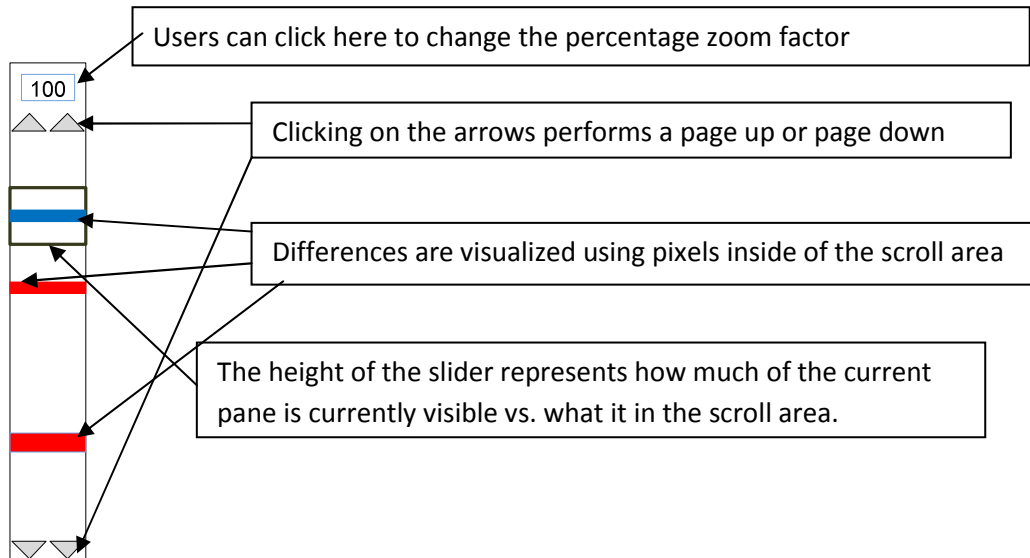 Users can click here to change the percentage zoom factor
100
Clicking on the arrows performs a page up or page down
Differences are visualized using pixels inside of the scroll area
The height of the slider represents how much of the current
pane is currently visible vs. what it in the scroll area.